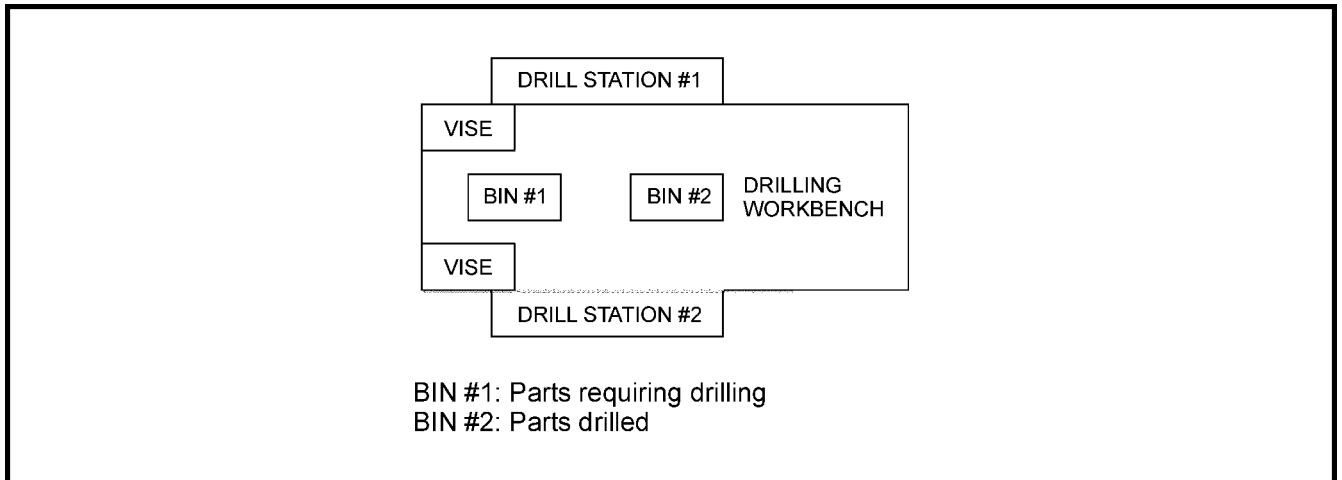 DRILL STATION #1
VISE
BIN #1
BIN #2
DRILLING
WORKBENCH
VISE
DRILL STATION #2
BIN #1: Parts requiring drilling
BIN #2: Parts drilled